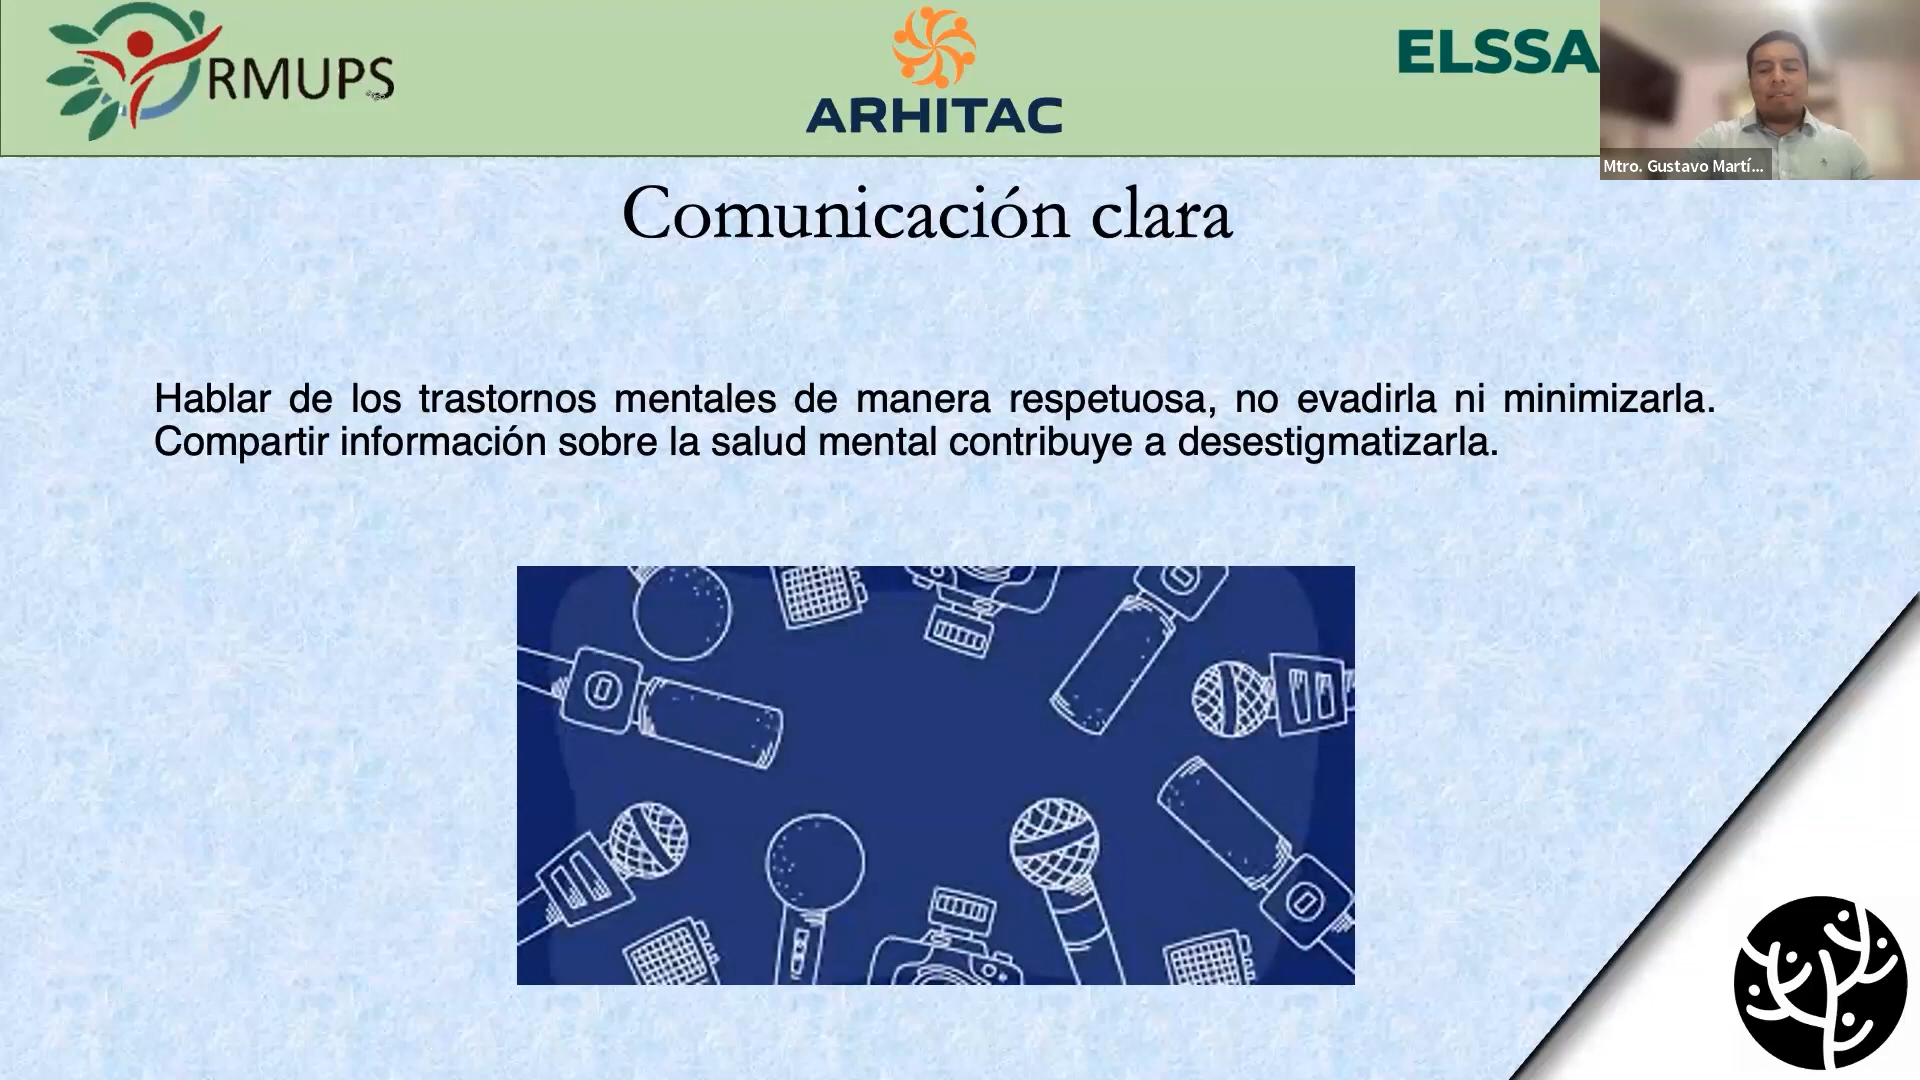 RMUPS
ARHITAC
ELSSA
Mtro. Gustavo Martí...
Comunicación clara
Hablar de los trastornos mentales de manera respetuosa, no evadirla ni minimizarla.
Compartir información sobre la salud mental contribuye a desestigmatizarla.